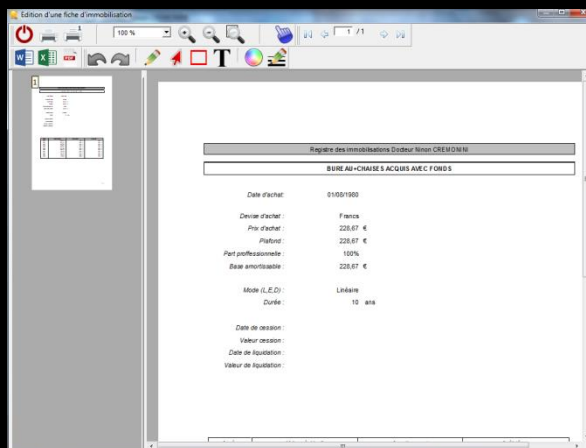 Edition d'une fiche d'immobilisation
100 %
1 /1
T
1
Registre des immobilisations Docteur Ninon CREMONINI
BUREAU+CHAISES ACQUIS AVEC FONDS
Date d'achat: 01/08/1980
Devise d'achat : Francs
Prix d'achat : 228,67 €
Plafond : 228,67 €
Part proffessionnelle : 100%
Base amortissable : 228,67 €
Mode (L,E,D) : Linéaire
Durée : 10 ans
Date de cession :
Valeur cession :
Date de liquidation :
Valeur de liquidation :